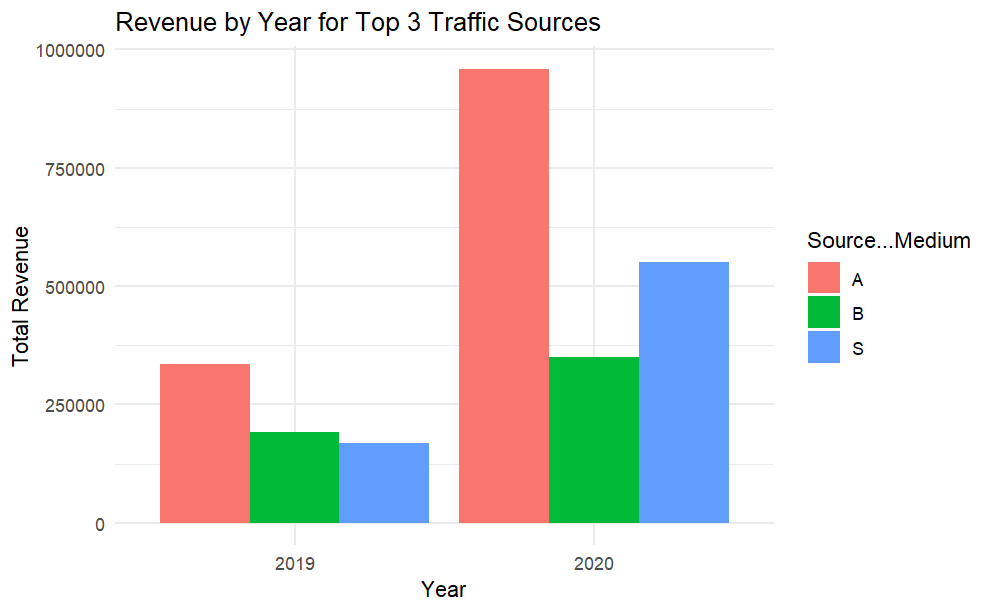 Revenue by Year for Top 3 Traffic Sources
1000000
750000
500000
250000
0
Total Revenue
2019
2020
Year
Source...Medium
A
B
S